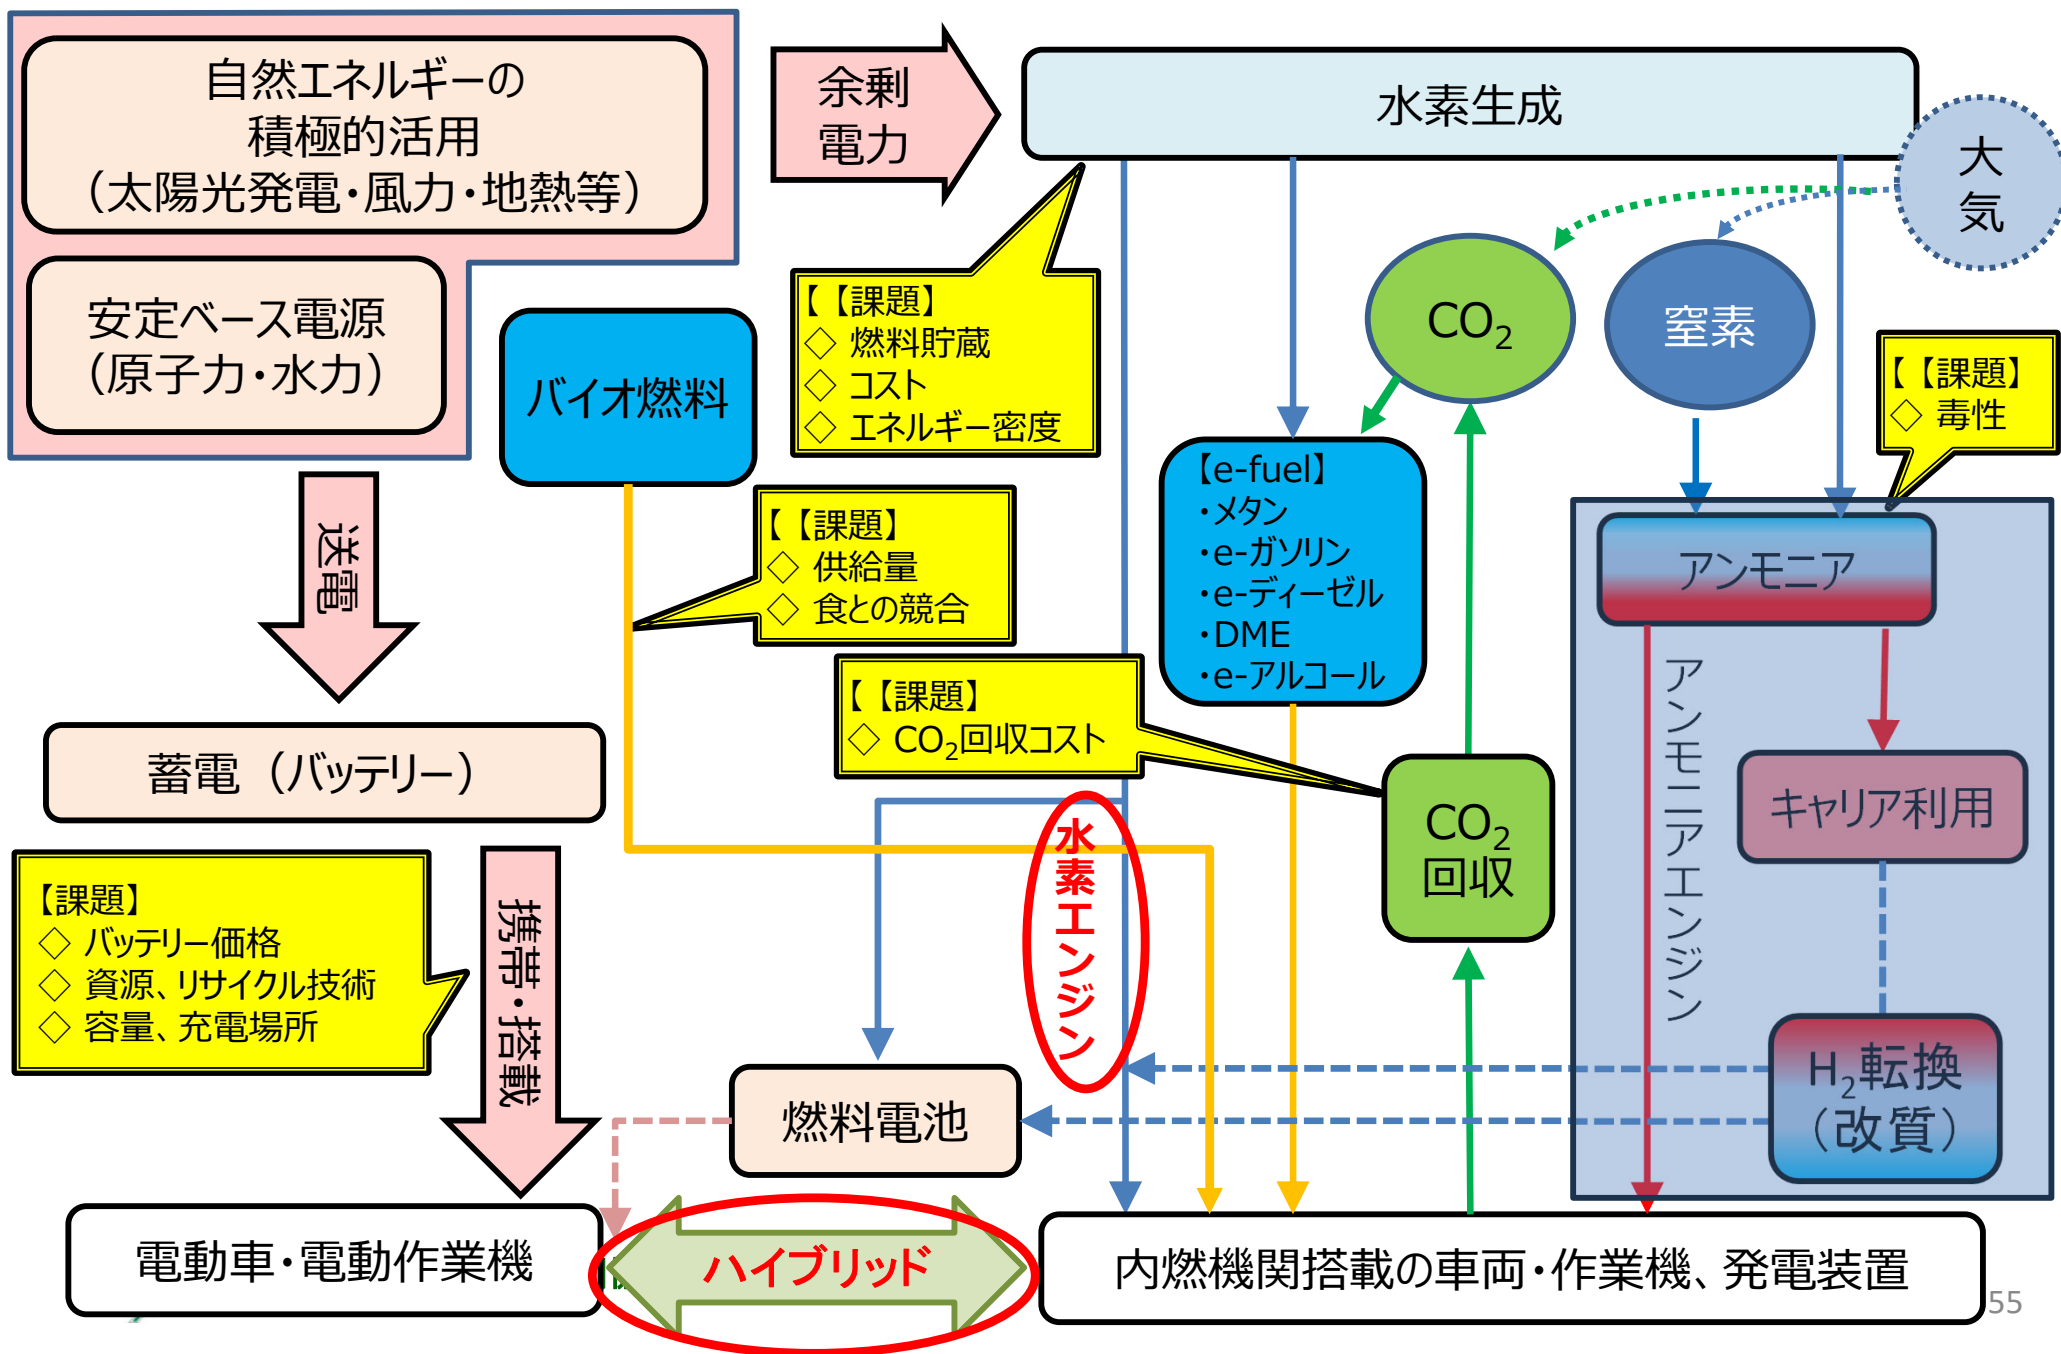 自然エネルギーの
積極的活用
（太陽光発電・風力・地熱等）
安定ベース電源
（原子力・水力）
余剰
電力
水素生成
大
気
【【課題】
◇ 燃料貯蔵
◇ コスト
◇ エネルギー密度
CO2
窒素
【【課題】
◇ 毒性
バイオ燃料
【e-fuel】
・メタン
・e-ガソリン
・e-ディーゼル
・DME
・e-アルコール
【【課題】
◇ 供給量
◇ 食との競合
送電
アンモニア
アンモニアエンジン
【【課題】
◇ CO2回収コスト
蓄電（バッテリー）
キャリア利用
CO2
回収
水素エンジン
【課題】
◇ バッテリー価格
◇ 資源、リサイクル技術
◇ 容量、充電場所
携帯・搭載
H2転換
（改質）
燃料電池
電動車・電動作業機
ハイブリッド
内燃機関搭載の車両・作業機、発電装置
55